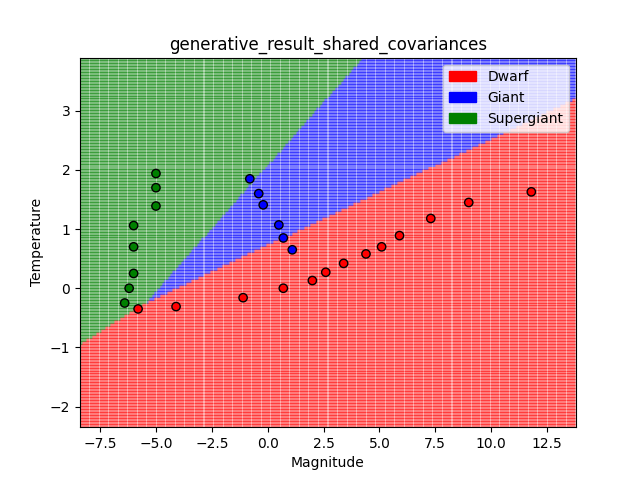 generative_result_shared_covariances
Dwarf
Giant
Supergiant
3
2
1
0
−1
−2
Temperature
−7.5 −5.0 −2.5 0.0 2.5 5.0 7.5 10.0 12.5
Magnitude